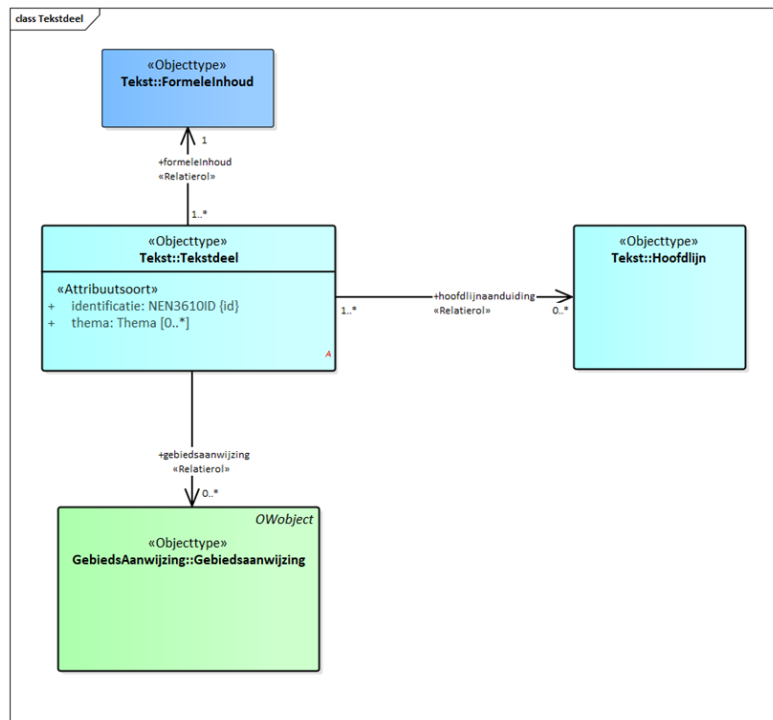 class Tekstdeel
«Objecttype»
Tekst::FormeleInhoud
1
+formeleInhoud
«Relatierol»
1..*
«Objecttype»
Tekst::Tekstdeel
«Attribuutsoort»
+ identificatie: NEN3610ID {id}
+ thema: Thema [0..*]
A
+hoofdlijnaanduiding
1..*
«Relatierol»
0..*
«Objecttype»
Tekst::Hoofdlijn
+gebiedsaanwijzing
«Relatierol»
0..*
OWobject
«Objecttype»
GebiedsAanwijzing::Gebiedsaanwijzing